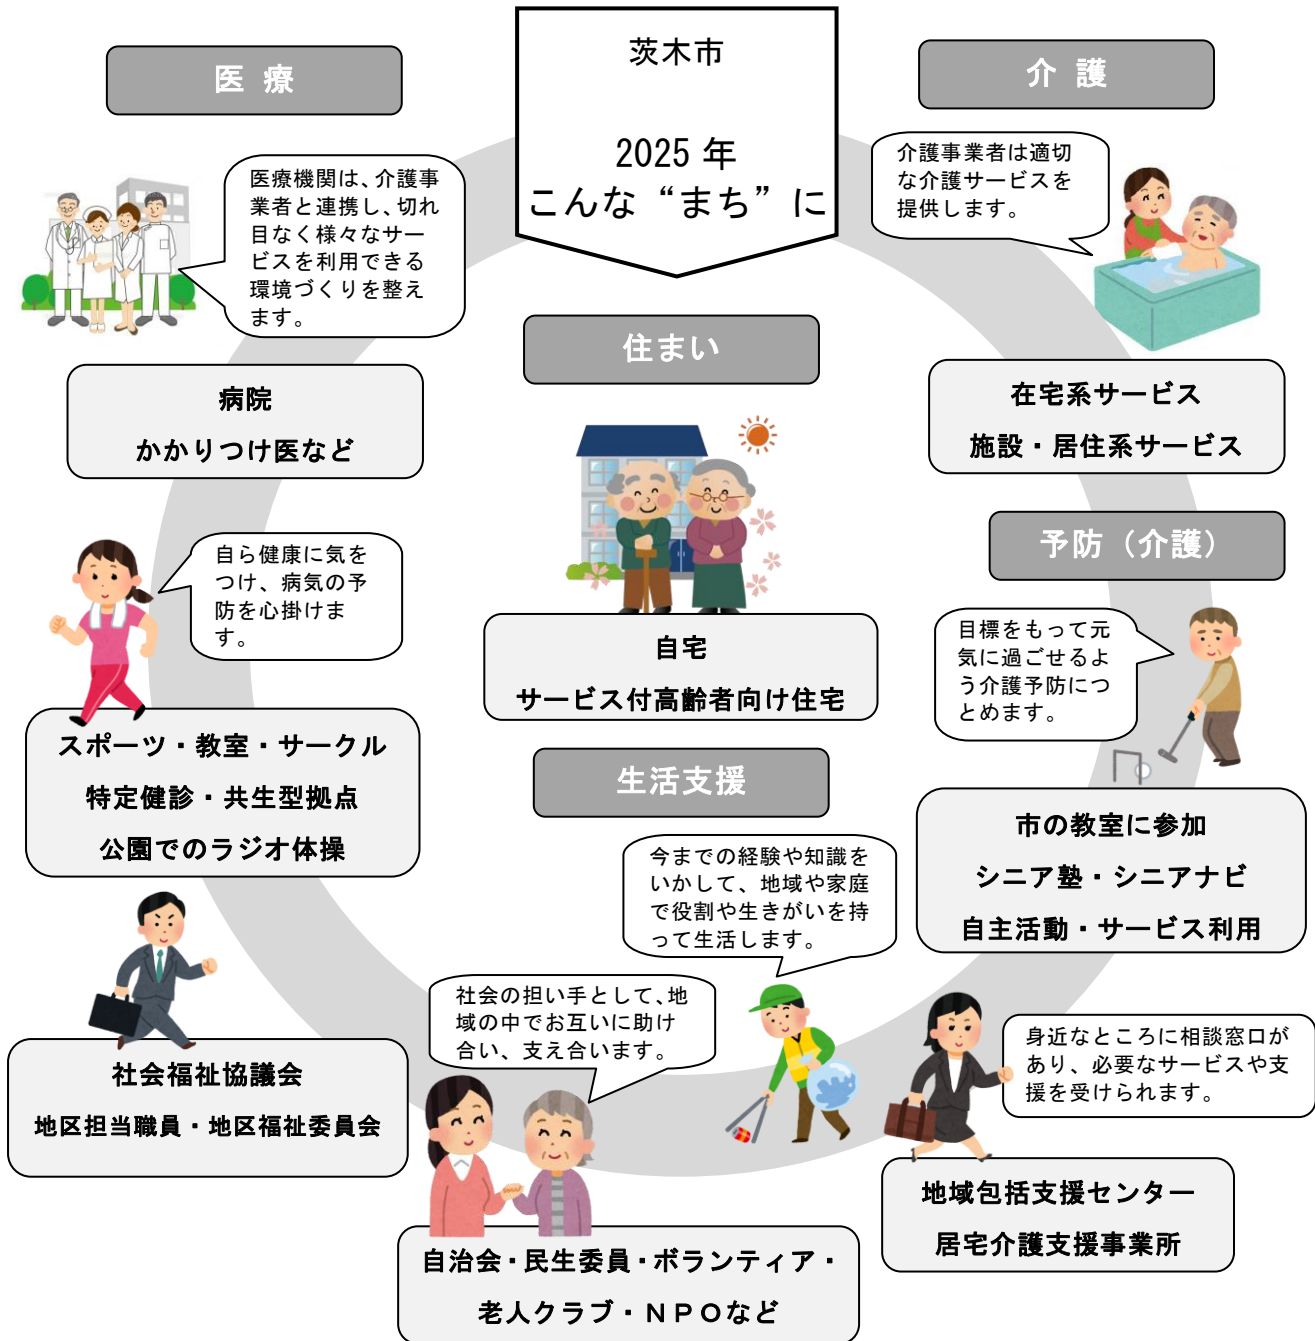 茨木市
2025 年
こんな“まち”に
医 療
医療機関は、介護事
業者と連携し、切れ
目なく様々なサー
ビスを利用できる
環境づくりを整え
ます。
病院
かかりつけ医など
介 護
介護事業者は適切
な介護サービスを
提供します。
在宅系サービス
施設・居住系サービス
住まい
自宅
サービス付高齢者向け住宅
予防（介護）
目標をもって元
気に過ごせるよ
う介護予防につ
とめます。
市の教室に参加
シニア塾・シニアナビ
自主活動・サービス利用
自ら健康に気を
つけ、病気の予
防を心掛けま
す。
スポーツ・教室・サークル
特定健診・共生型拠点
公園でのラジオ体操
生活支援
今までの経験や知識を
いかして、地域や家庭
で役割や生きがいを持
って生活します。
社会の担い手として、地
域の中でお互いに助け
合い、支え合います。
社会福祉協議会
地区担当職員・地区福祉委員会
自治会・民生委員・ボランティア・
老人クラブ・ＮＰＯなど
身近なところに相談窓口が
あり、必要なサービスや支
援を受けられます。
地域包括支援センター
居宅介護支援事業所